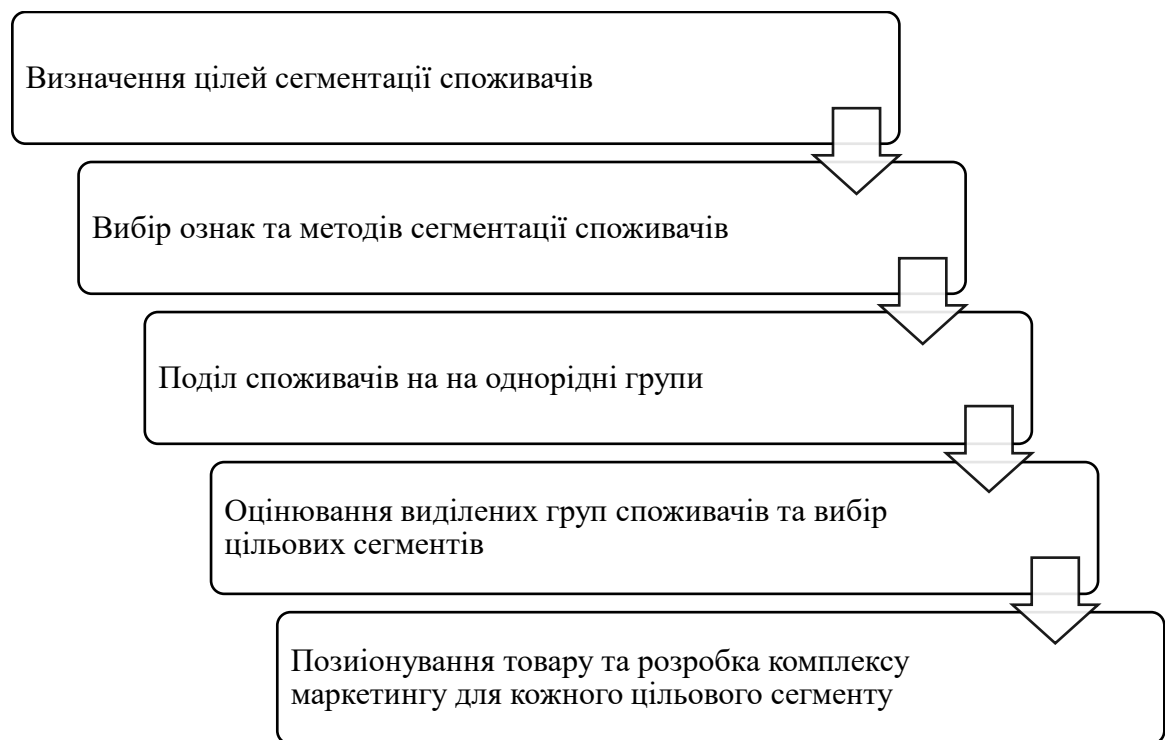 Визначення цілей сегментації споживачів
Вибір ознак та методів сегментації споживачів
Поділ споживачів на на однорідні групи
Оцінювання виділених груп споживачів та вибір
цільових сегментів
Позиіонування товару та розробка комплексу
маркетингу для кожного цільового сегменту